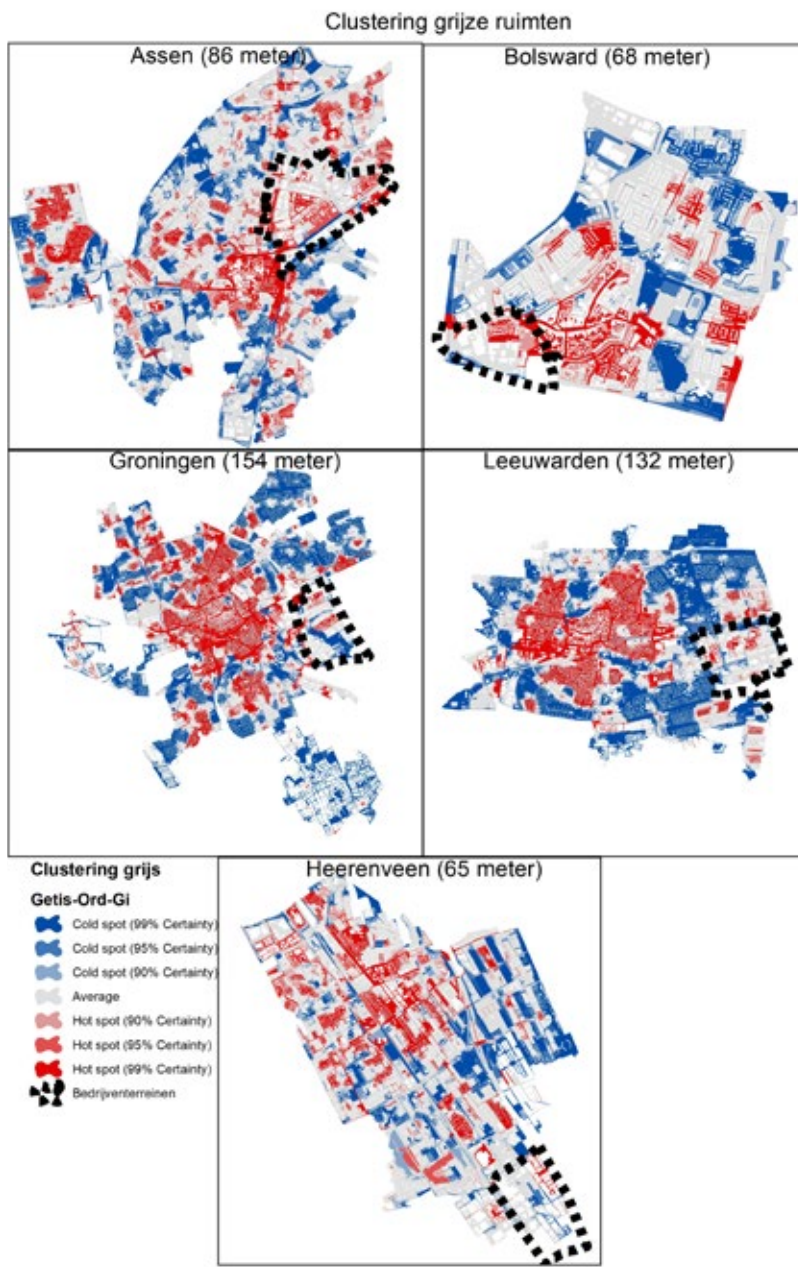 Clustering grijze ruimten
Assen (86 meter)
Bolsward (68 meter)
Groningen (154 meter)
Leeuwarden (132 meter)
Heerenveen (65 meter)
Clustering grijs
Getis-Ord-Gi
Cold spot (99% Certainty)
Cold spot (95% Certainty)
Cold spot (90% Certainty)
Average
Hot spot (90% Certainty)
Hot spot (95% Certainty)
Hot spot (99% Certainty)
Bedrijventerreinen